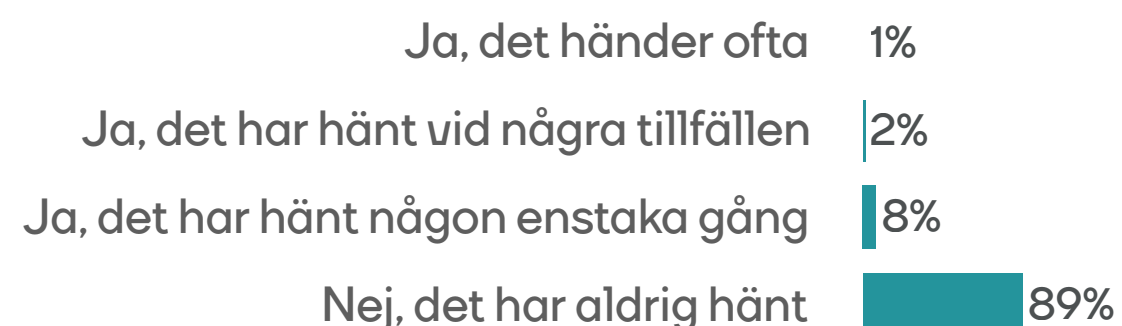 Ja, det händer ofta 1%
Ja, det har hänt vid några tillfällen 2%
Ja, det har hänt någon enstaka gång 8%
Nej, det har aldrig hänt 89%